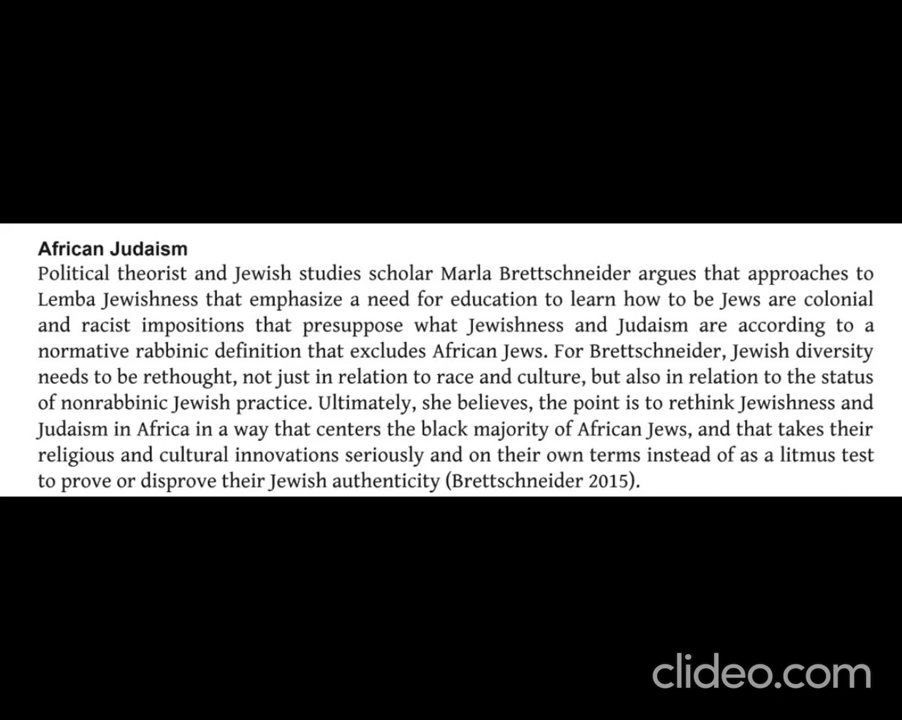 African Judaism
Political theorist and Jewish studies scholar Marla Brettschneider argues that approaches to
Lemba Jewishness that emphasize a need for education to learn how to be Jews are colonial
and racist impositions that presuppose what Jewishness and Judaism are according to a
normative rabbinic definition that excludes African Jews. For Brettschneider, Jewish diversity
needs to be rethought, not just in relation to race and culture, but also in relation to the status
of nonrabbinic Jewish practice. Ultimately, she believes, the point is to rethink Jewishness and
Judaism in Africa in a way that centers the black majority of African Jews, and that takes their
religious and cultural innovations seriously and on their own terms instead of as a litmus test
to prove or disprove their Jewish authenticity (Brettschneider 2015).
clideo.com